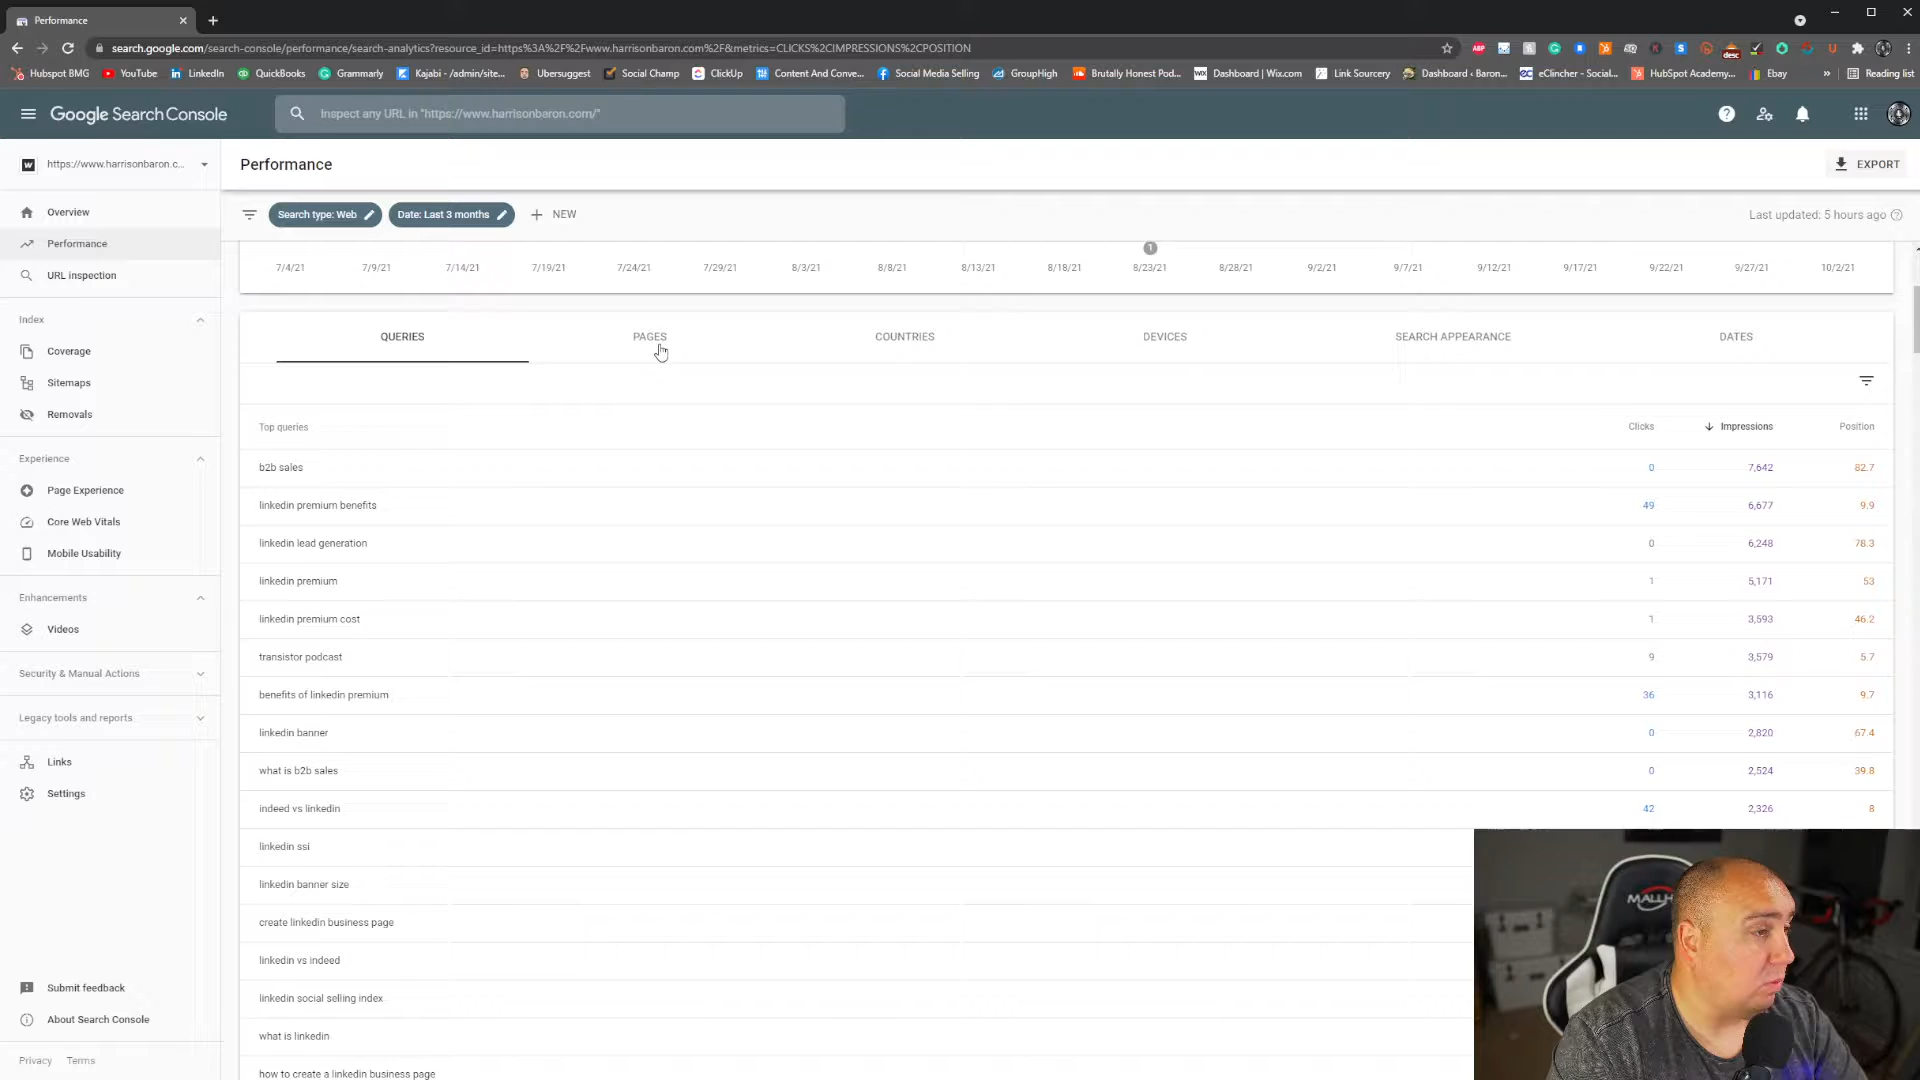 Performance
search.google.com/search-console/performance/search-analytics?resource_id=https%3A%2F%2Fwww.harrisonbaron.com%2F&metrics=CLICKS%2CIMPRESSIONS%2CPOSITION
Hubspot BMG YouTube LinkedIn QuickBooks Grammarly Kajabi - /admin/site... Ubersuggest Social Champ ClickUp Content And Conve... Social Media Selling GroupHigh Brutally Honest Pod... Dashboard | Wix.com Link Sourcery Dashboard ‹ Baron... eClincher - Social... HubSpot Academy... Ebay » Reading list
Google Search Console
Inspect any URL in "https://www.harrisonbaron.com/"
https://www.harrisonbaron.c...
Performance
EXPORT
Search type: Web
Date: Last 3 months
NEW
Last updated: 5 hours ago
Overview
Performance
URL inspection
Index
Coverage
Sitemaps
Removals
Experience
Page Experience
Core Web Vitals
Mobile Usability
Enhancements
Videos
Security & Manual Actions
Legacy tools and reports
Links
Settings
Submit feedback
About Search Console
Privacy Terms
1
7/4/21 7/9/21 7/14/21 7/19/21 7/24/21 7/29/21 8/3/21 8/8/21 8/13/21 8/18/21 8/23/21 8/28/21 9/2/21 9/7/21 9/12/21 9/17/21 9/22/21 9/27/21 10/2/21
QUERIES PAGES COUNTRIES DEVICES SEARCH APPEARANCE DATES
Top queries Clicks Impressions Position
b2b sales 0 7,642 82.7
linkedin premium benefits 49 6,677 9.9
linkedin lead generation 0 6,248 78.3
linkedin premium 1 5,171 53
linkedin premium cost 1 3,593 46.2
transistor podcast 9 3,579 5.7
benefits of linkedin premium 36 3,116 9.7
linkedin banner 0 2,820 67.4
what is b2b sales 0 2,524 39.8
indeed vs linkedin 42 2,326 8
linkedin ssi
linkedin banner size
create linkedin business page
linkedin vs indeed
linkedin social selling index
what is linkedin
how to create a linkedin business page